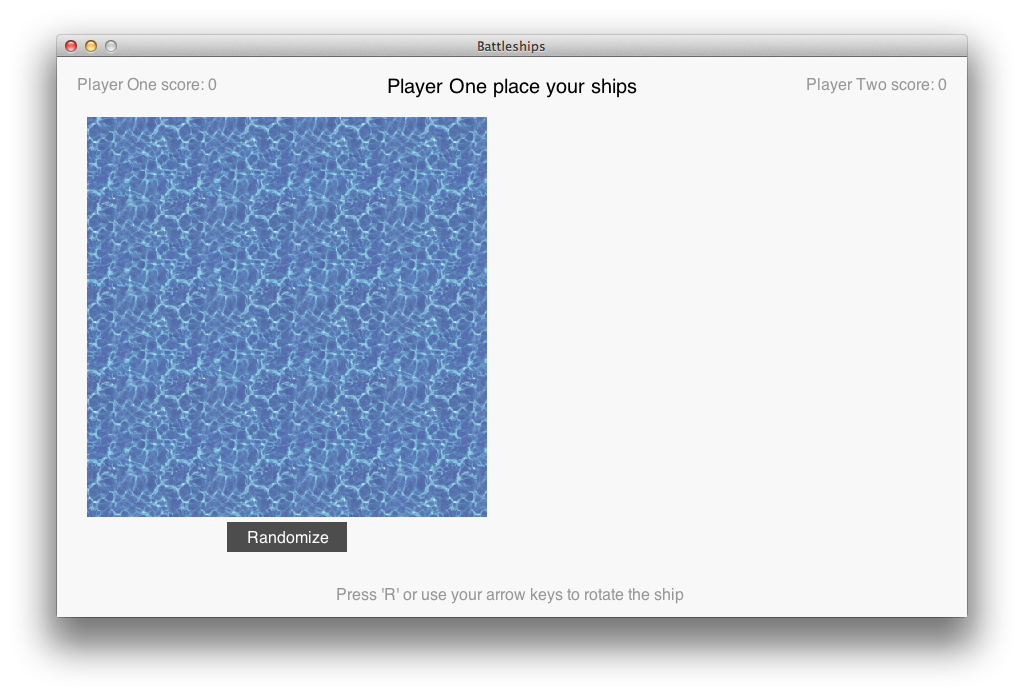 Battleships
Player One score: 0
Player One place your ships
Player Two score: 0
Randomize
Press 'R' or use your arrow keys to rotate the ship